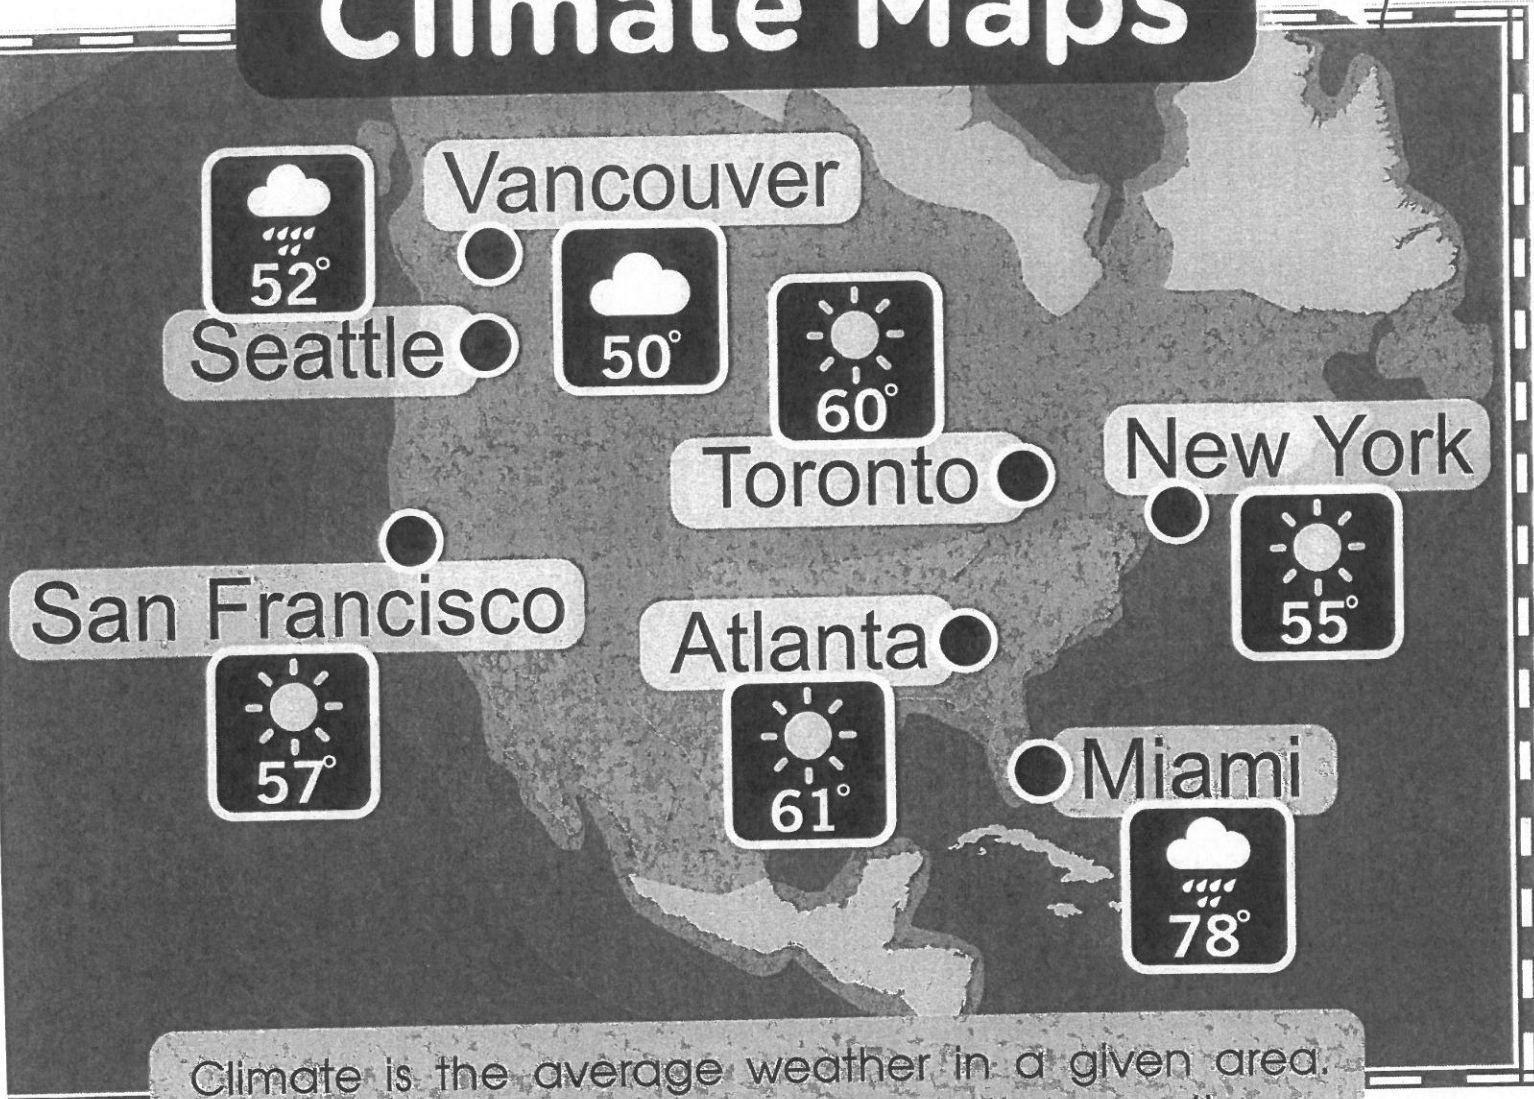 Climate Maps
Vancouver
52°
50°
Seattle
60°
Toronto
New York
55°
San Francisco
57°
Atlanta
61°
Miami
78°
Climate is the average weather in a given area.